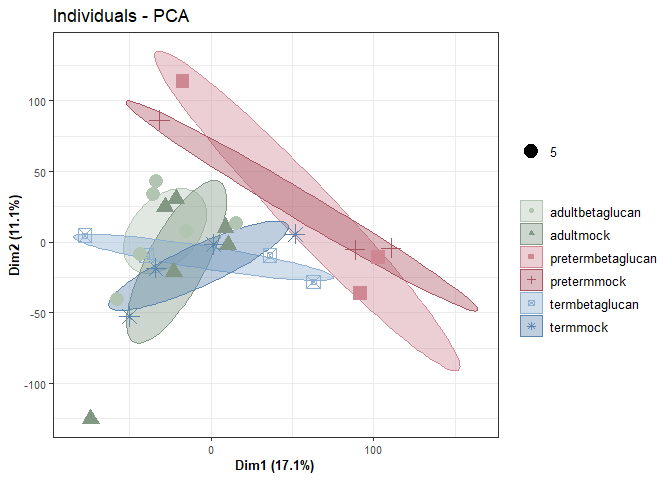 Individuals - PCA
100
50
0
-50
-100
Dim2 (11.1%)
0
100
Dim1 (17.1%)
5
adultbetaglucan
adultmock
pretermbetaglucan
pretermmock
termbetaglucan
termmock